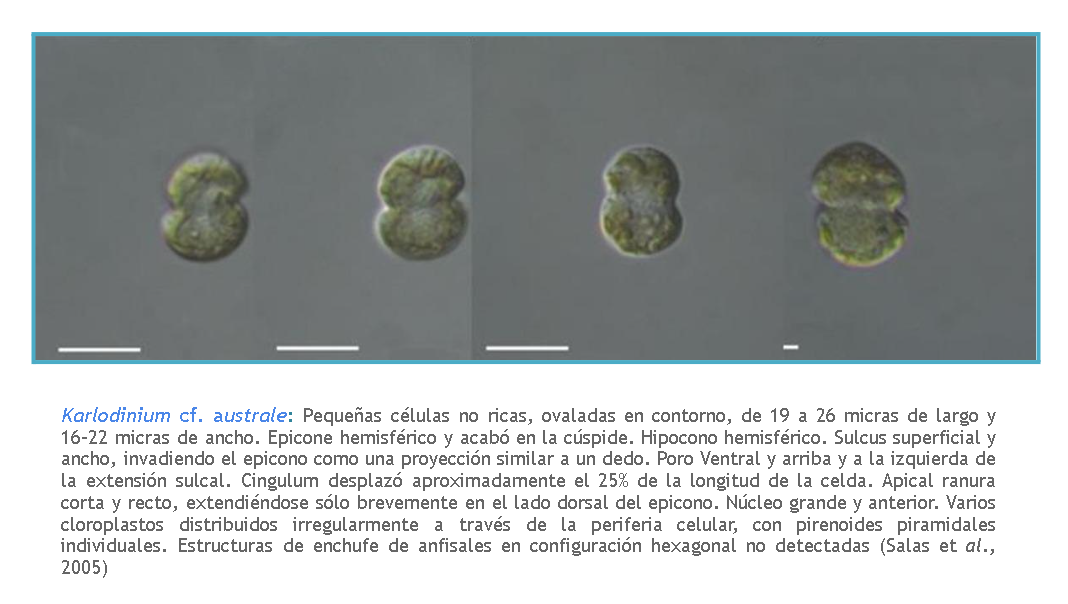 Karlodinium cf. australe: Pequeñas células no ricas, ovaladas en contorno, de 19 a 26 micras de largo y
16-22 micras de ancho. Epicone hemisférico y acabó en la cúspide. Hipocono hemisférico. Sulcus superficial y
ancho, invadiendo el epicono como una proyección similar a un dedo. Poro Ventral y arriba y a la izquierda de
la extensión sulcal. Cingulum desplazó aproximadamente el 25% de la longitud de la celda. Apical ranura
corta y recto, extendiéndose sólo brevemente en el lado dorsal del epicono. Núcleo grande y anterior. Varios
cloroplastos distribuidos irregularmente a través de la periferia celular, con pirenoides piramidales
individuales. Estructuras de enchufe de anfisales en configuración hexagonal no detectadas (Salas et al.,
2005)